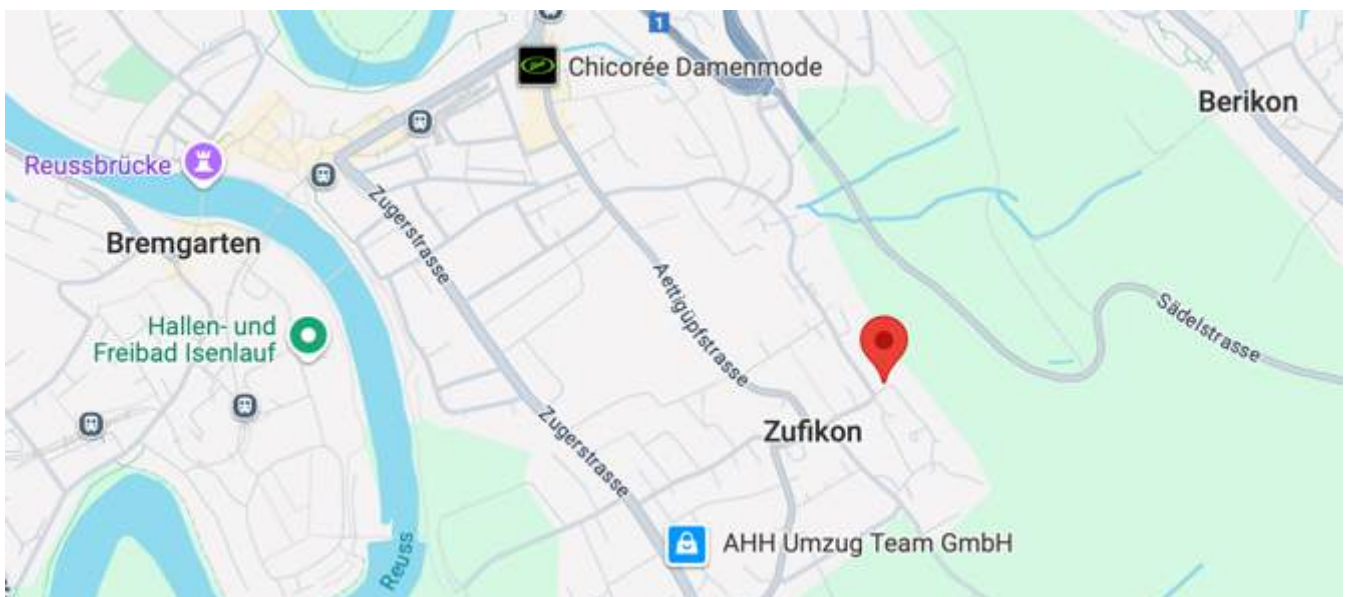 1
Chicorée Damenmode
Berikon
Reussbrücke
Zugerstrasse
Bremgarten
Aettigüpfstrasse
Sädelstrasse
Hallen- und
Freibad Isenlauf
Zugerstrasse
Zufikon
AHH Umzug Team GmbH
Reuss